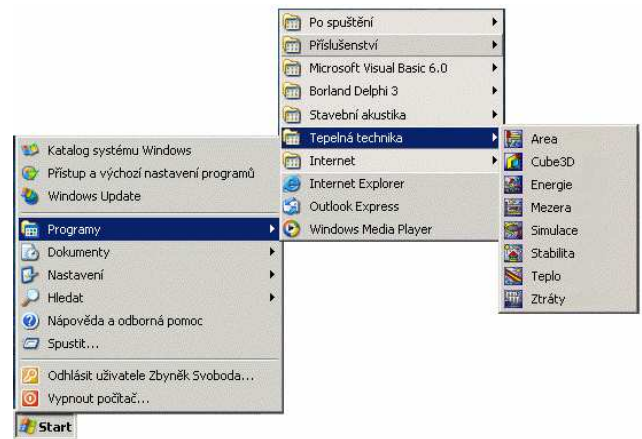 Po spuštění
Příslušenství
Microsoft Visual Basic 6.0
Borland Delphi 3
Stavební akustika
Tepelná technika
Internet
Internet Explorer
Outlook Express
Windows Media Player
Area
Cube3D
Energie
Mezera
Simulace
Stabilita
Teplo
Ztráty
Katalog systému Windows
Přístup a výchozí nastavení programů
Windows Update
Programy
Dokumenty
Nastavení
Hledat
Nápověda a odborná pomoc
Spustit...
Odhlásit uživatele Zbyněk Svoboda...
Vypnout počítač...
Start